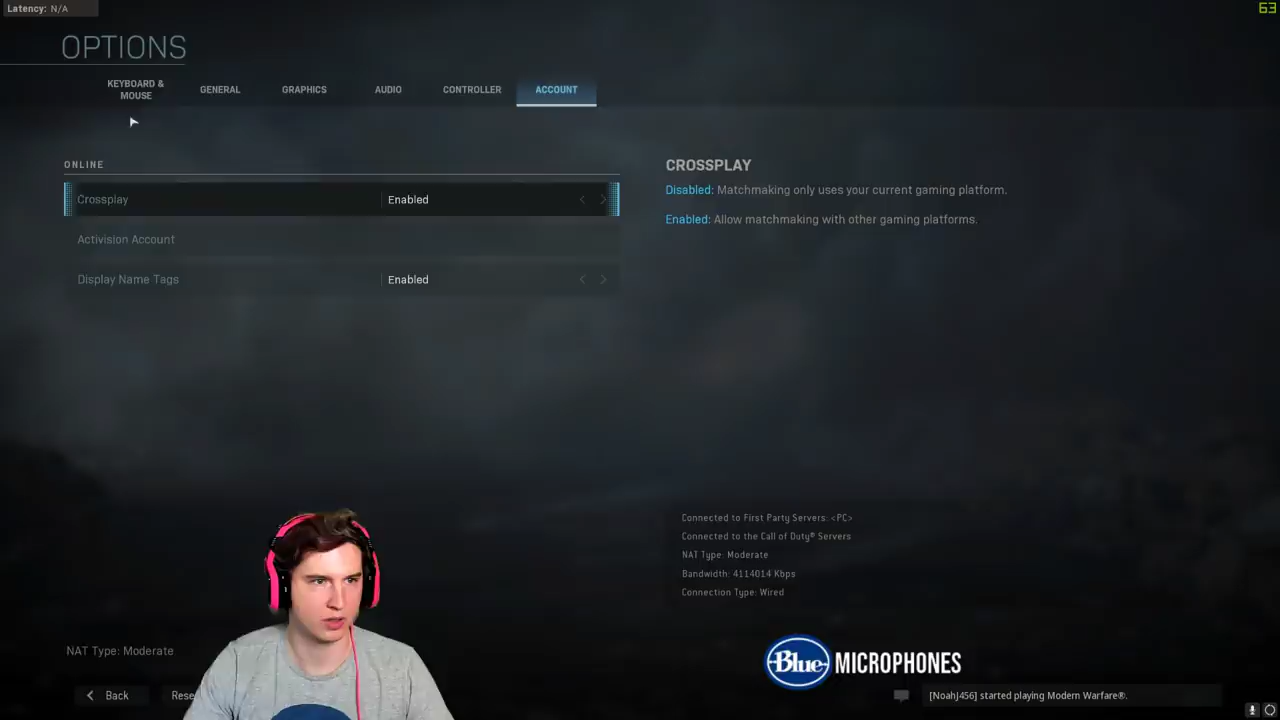 Latency: N/A
63
OPTIONS
KEYBOARD &
MOUSE
GENERAL
GRAPHICS
AUDIO
CONTROLLER
ACCOUNT
ONLINE
Crossplay
Enabled
Activision Account
Display Name Tags
Enabled
CROSSPLAY
Disabled: Matchmaking only uses your current gaming platform.
Enabled: Allow matchmaking with other gaming platforms.
Connected to First Party Servers: <PC>
Connected to the Call of Duty® Servers
NAT Type: Moderate
Bandwidth: 4114014 Kbps
Connection Type: Wired
NAT Type: Moderate
Blue MICROPHONES
Back
Rese
[NoahJ456] started playing Modern Warfare®.